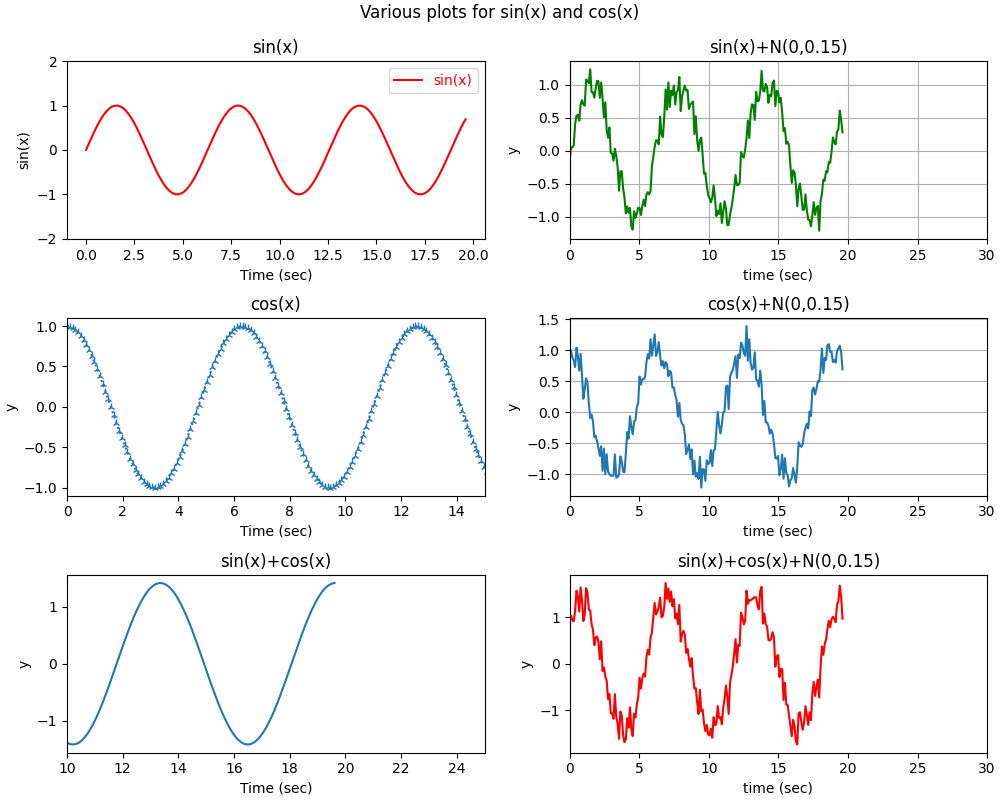 Various plots for sin(x) and cos(x)
sin(x)
sin(x)
2
1
0
−1
−2
sin(x)
0.0 2.5 5.0 7.5 10.0 12.5 15.0 17.5 20.0
Time (sec)
sin(x)+N(0,0.15)
y
1.0
0.5
0.0
−0.5
−1.0
0 5 10 15 20 25 30
time (sec)
cos(x)
y
1.0
0.5
0.0
−0.5
−1.0
0 2 4 6 8 10 12 14
Time (sec)
cos(x)+N(0,0.15)
y
1.5
1.0
0.5
0.0
−0.5
−1.0
0 5 10 15 20 25 30
time (sec)
sin(x)+cos(x)
y
1
0
−1
10 12 14 16 18 20 22 24
Time (sec)
sin(x)+cos(x)+N(0,0.15)
y
1
0
−1
0 5 10 15 20 25 30
time (sec)